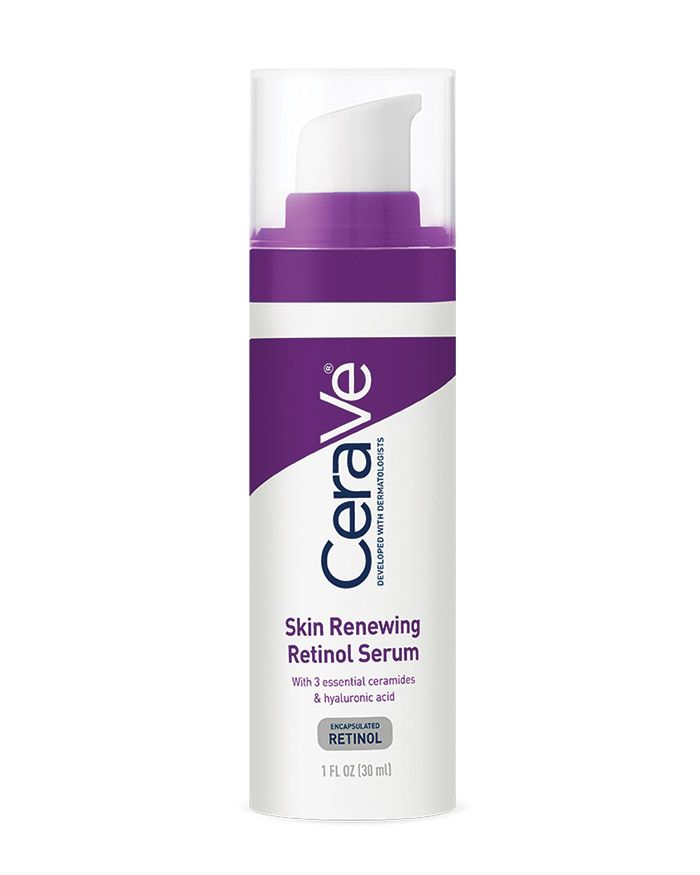 CeraVe®
DEVELOPED WITH DERMATOLOGISTS
Skin Renewing
Retinol Serum
With 3 essential ceramides
& hyaluronic acid
ENCAPSULATED
RETINOL
1 FL OZ (30 ml)